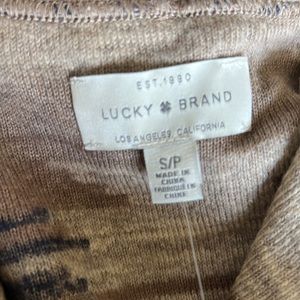 EST. 1990
LUCKY BRAND
LOS ANGELES, CALIFORNIA
S/P
MADE IN
CHINA
FABRIQUÉ EN
CHINE